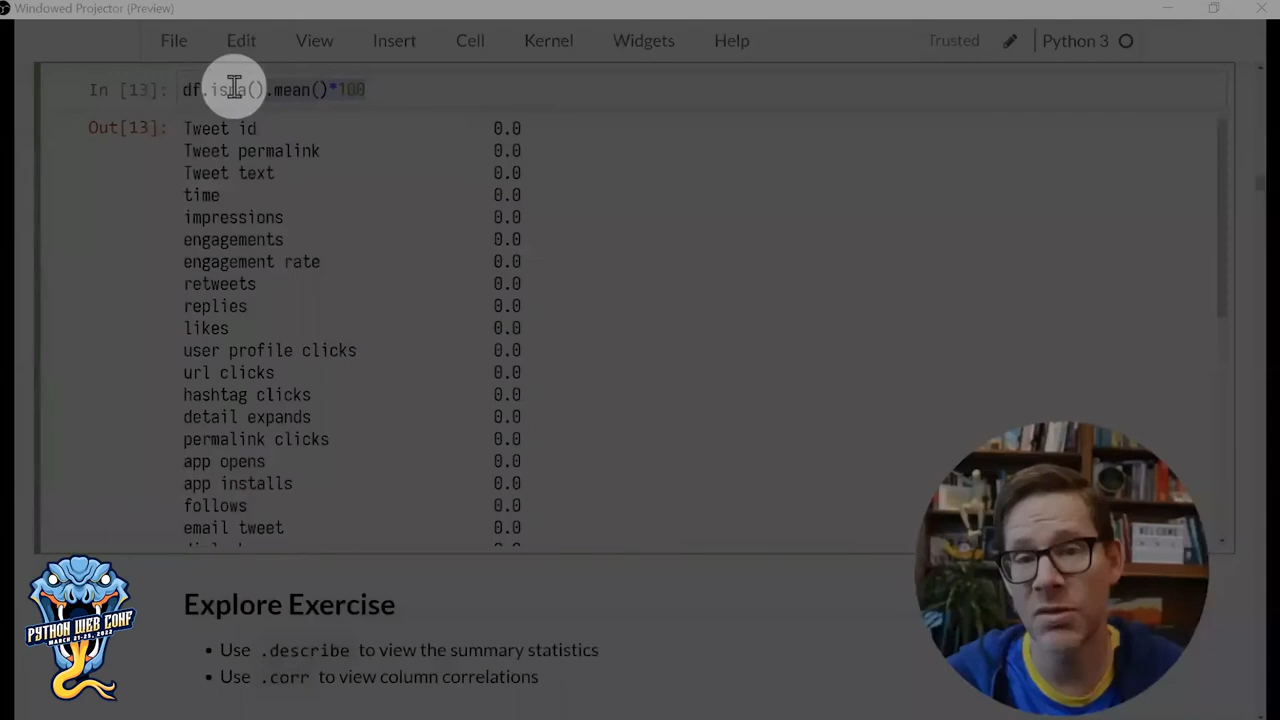 Windowed Projector (Preview)
File Edit View Insert Cell Kernel Widgets Help Trusted Python 3
In [13]: df.isna().mean()*100
Out[13]: Tweet id 0.0
Tweet permalink 0.0
Tweet text 0.0
time 0.0
impressions 0.0
engagements 0.0
engagement rate 0.0
retweets 0.0
replies 0.0
likes 0.0
user profile clicks 0.0
url clicks 0.0
hashtag clicks 0.0
detail expands 0.0
permalink clicks 0.0
app opens 0.0
app installs 0.0
follows 0.0
email tweet 0.0
Explore Exercise
• Use .describe to view the summary statistics
• Use .corr to view column correlations
PYTHON WEB CONF
MARCH 21-25, 2022
WELCOME